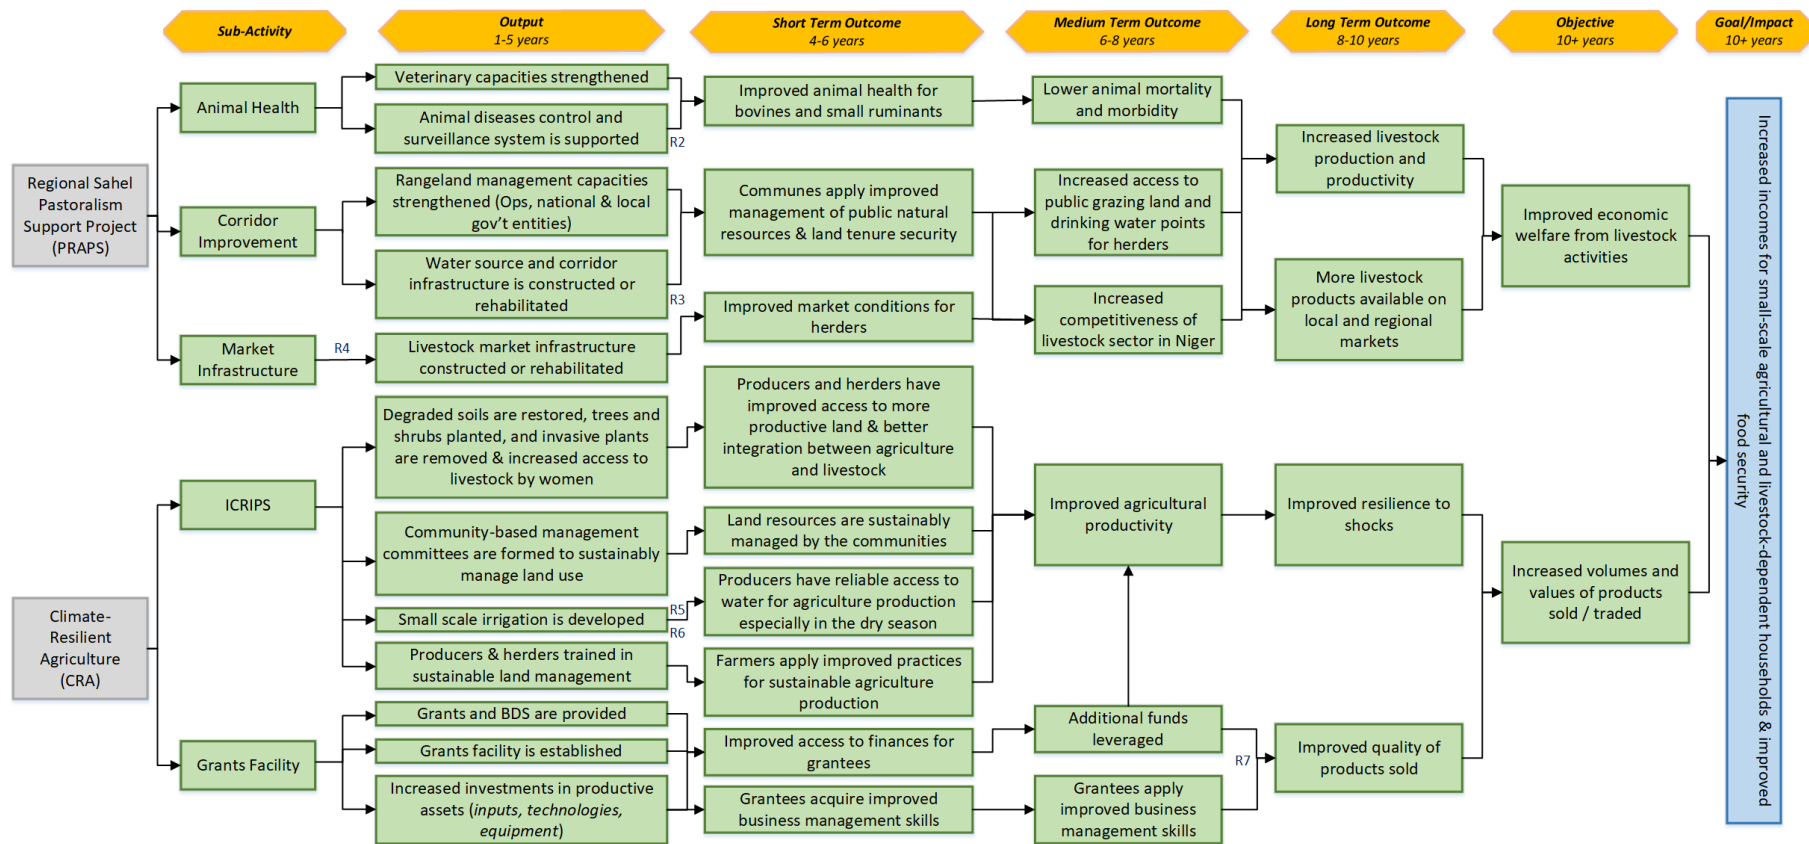 Sub-Activity
Output
1-5 years
Short Term Outcome
4-6 years
Medium Term Outcome
6-8 years
Long Term Outcome
8-10 years
Objective
10+ years
Goal/Impact
10+ years
Regional Sahel
Pastoralism
Support Project
(PRAPS)
Animal Health
Veterinary capacities strengthened
Animal diseases control and
surveillance system is supported
R2
Improved animal health for
bovines and small ruminants
Lower animal mortality
and morbidity
Corridor
Improvement
Rangeland management capacities
strengthened (Ops, national & local
gov’t entities)
Water source and corridor
infrastructure is constructed or
rehabilitated
R3
Communes apply improved
management of public natural
resources & land tenure security
Increased access to
public grazing land and
drinking water points
for herders
Market
Infrastructure
R4
Livestock market infrastructure
constructed or rehabilitated
Improved market conditions for
herders
Increased
competitiveness of
livestock sector in Niger
Increased livestock
production and
productivity
More livestock
products available on
local and regional
markets
Improved economic
welfare from livestock
activities
Climate-
Resilient
Agriculture
(CRA)
ICRIPS
Degraded soils are restored, trees and
shrubs planted, and invasive plants
are removed & increased access to
livestock by women
Producers and herders have
improved access to more
productive land & better
integration between agriculture
and livestock
Community-based management
committees are formed to sustainably
manage land use
Land resources are sustainably
managed by the communities
Small scale irrigation is developed
R5
R6
Producers have reliable access to
water for agriculture production
especially in the dry season
Producers & herders trained in
sustainable land management
Farmers apply improved practices
for sustainable agriculture
production
Improved agricultural
productivity
Improved resilience to
shocks
Increased volumes and
values of products
sold / traded
Grants Facility
Grants and BDS are provided
Grants facility is established
Increased investments in productive
assets (inputs, technologies,
equipment)
Improved access to finances for
grantees
Grantees acquire improved
business management skills
Additional funds
leveraged
Grantees apply
improved business
management skills
R7
Improved quality of
products sold
Increased incomes for small-scale agricultural and livestock-dependent households & improved
food security